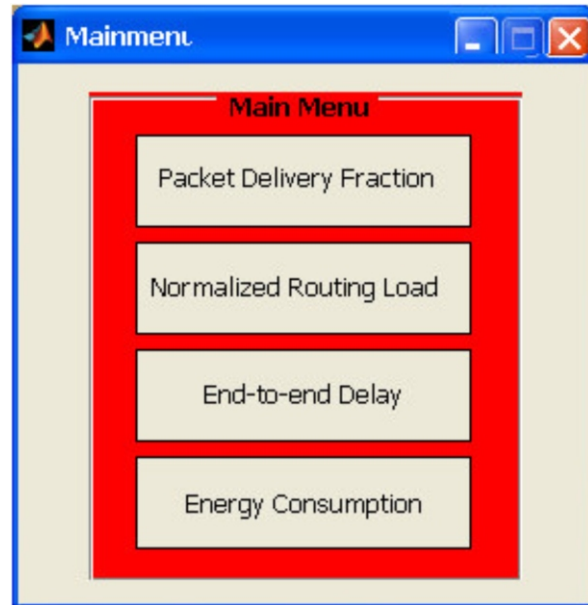 Mainmenu
Main Menu
Packet Delivery Fraction
Normalized Routing Load
End-to-end Delay
Energy Consumption